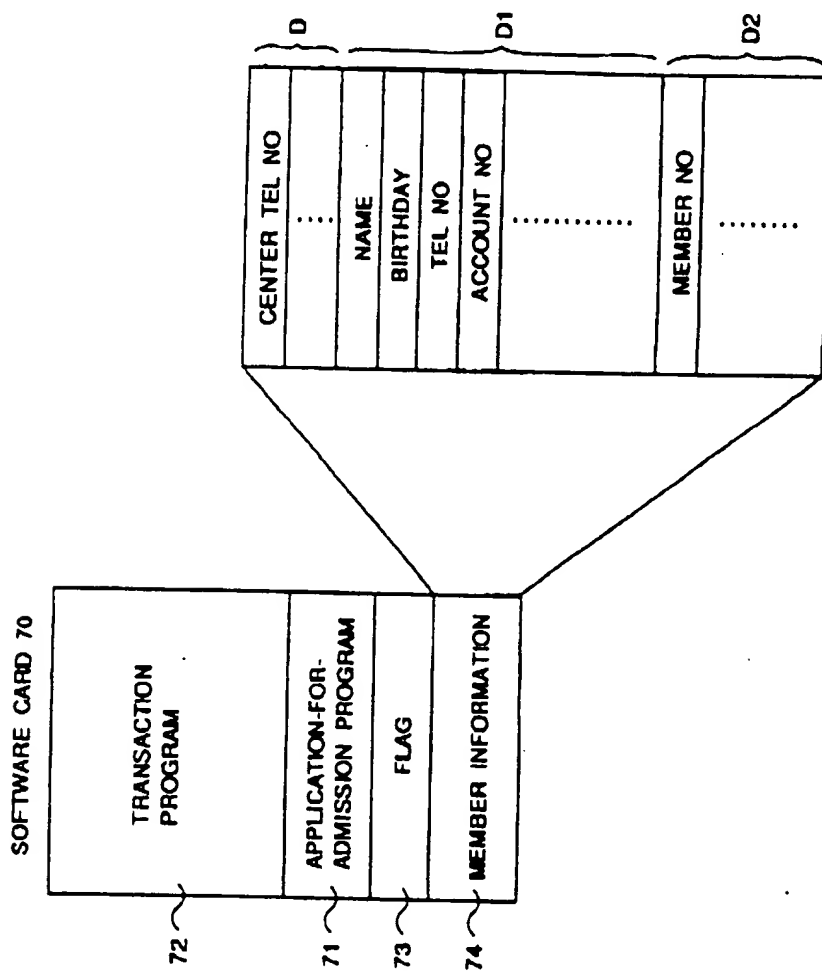 SOFTWARE CARD 70
72
TRANSACTION
PROGRAM
71
APPLICATION-FOR-
ADMISSION PROGRAM
73
FLAG
74
MEMBER INFORMATION
CENTER TEL NO
.....
NAME
BIRTHDAY
TEL NO
ACCOUNT NO
..............
MEMBER NO
........
D
D1
D2